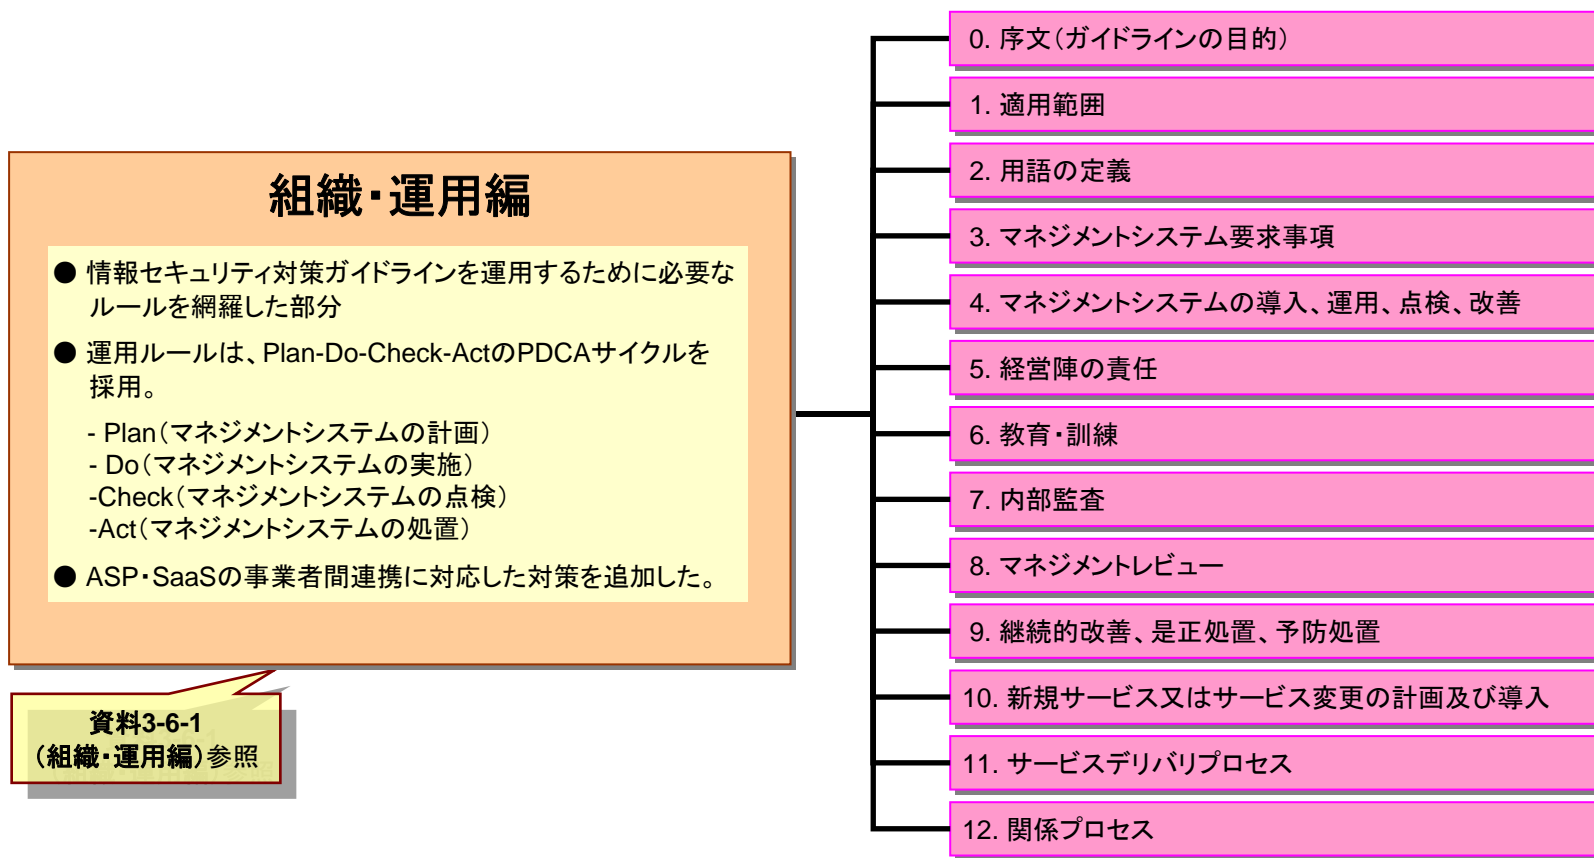 組織・運用編
● 情報セキュリティ対策ガイドラインを運用するために必要な
ルールを網羅した部分
● 運用ルールは、Plan-Do-Check-ActのPDCAサイクルを
採用。
- Plan（マネジメントシステムの計画）
- Do（マネジメントシステムの実施）
-Check（マネジメントシステムの点検）
-Act（マネジメントシステムの処置）
● ASP・SaaSの事業者間連携に対応した対策を追加した。
資料3-6-1
（組織・運用編）参照
0. 序文（ガイドラインの目的）
1. 適用範囲
2. 用語の定義
3. マネジメントシステム要求事項
4. マネジメントシステムの導入、運用、点検、改善
5. 経営陣の責任
6. 教育・訓練
7. 内部監査
8. マネジメントレビュー
9. 継続的改善、是正処置、予防処置
10. 新規サービス又はサービス変更の計画及び導入
11. サービスデリバリプロセス
12. 関係プロセス